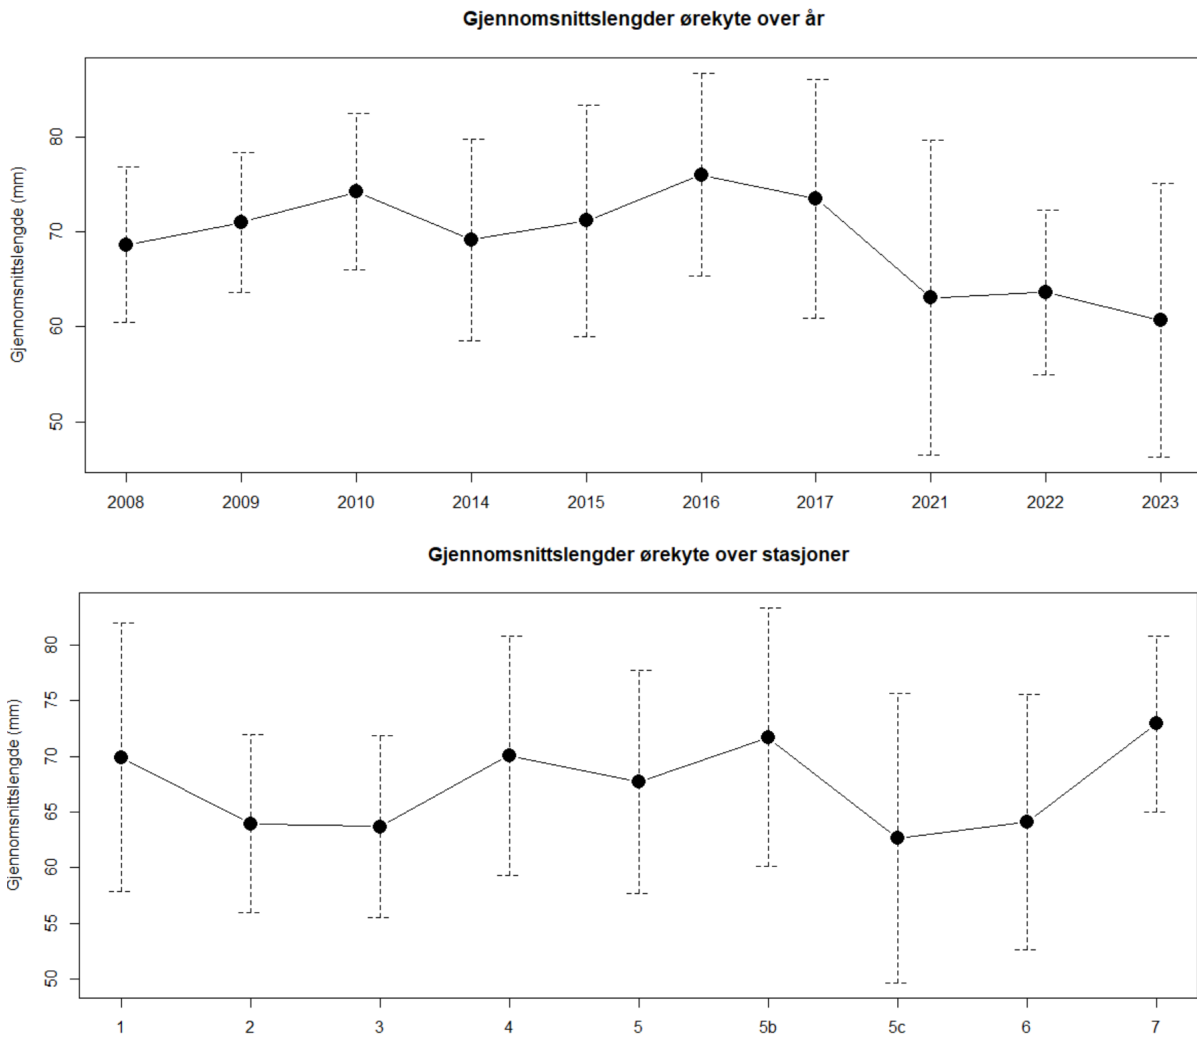 Gjennomsnittslengder ørekyte over år
Gjennomsnittslengde (mm)
80
70
60
50
2008 2009 2010 2014 2015 2016 2017 2021 2022 2023
Gjennomsnittslengder ørekyte over stasjoner
Gjennomsnittslengde (mm)
80
75
70
65
60
55
50
1 2 3 4 5 5b 5c 6 7